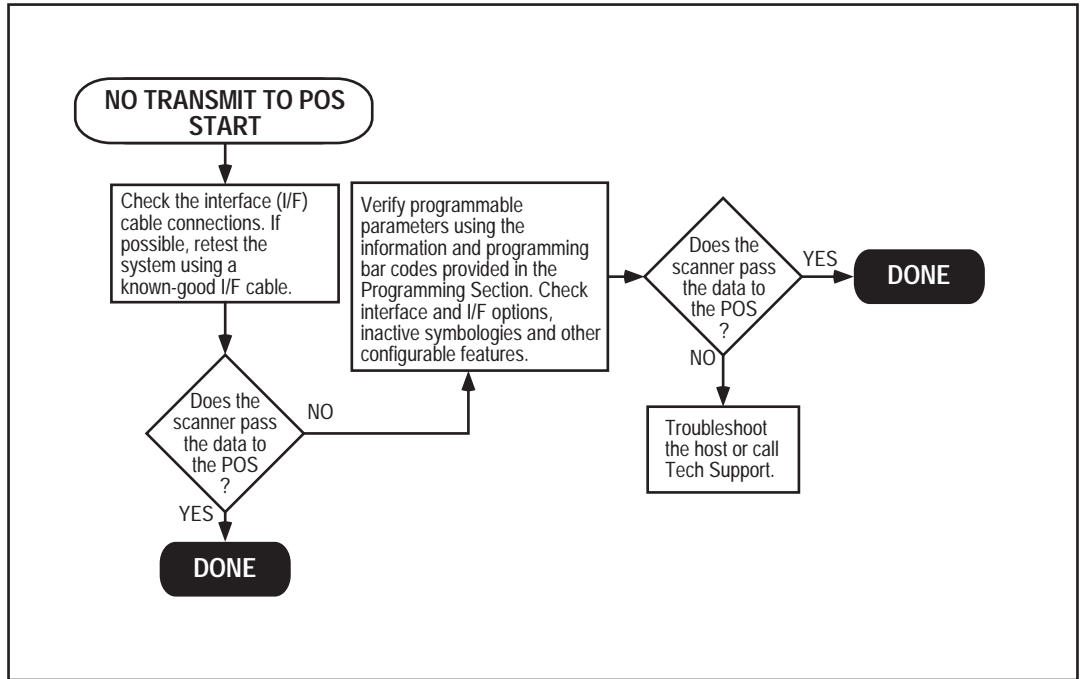 NO TRANSMIT TO POS
START
Check the interface (I/F)
cable connections. If
possible, retest the
system using a
known-good I/F cable.
Does the
scanner pass
the data to
the POS
?
NO
YES
DONE
Verify programmable
parameters using the
information and programming
bar codes provided in the
Programming Section. Check
interface and I/F options,
inactive symbologies and other
configurable features.
Does the
scanner pass
the data to
the POS
?
YES
DONE
NO
Troubleshoot
the host or call
Tech Support.